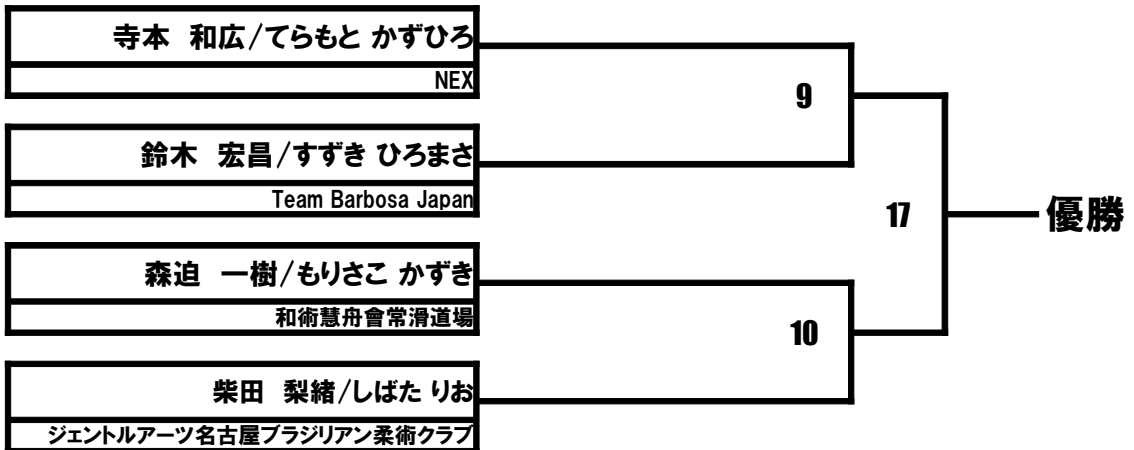 寺本　和広/てらもと かずひろ
NEX
9
鈴木　宏昌/すずき ひろまさ
Team Barbosa Japan
17
優勝
森迫　一樹/もりさこ かずき
和術慧舟會常滑道場
10
柴田　梨緒/しばた りお
ジェントルアーツ名古屋ブラジリアン柔術クラブ